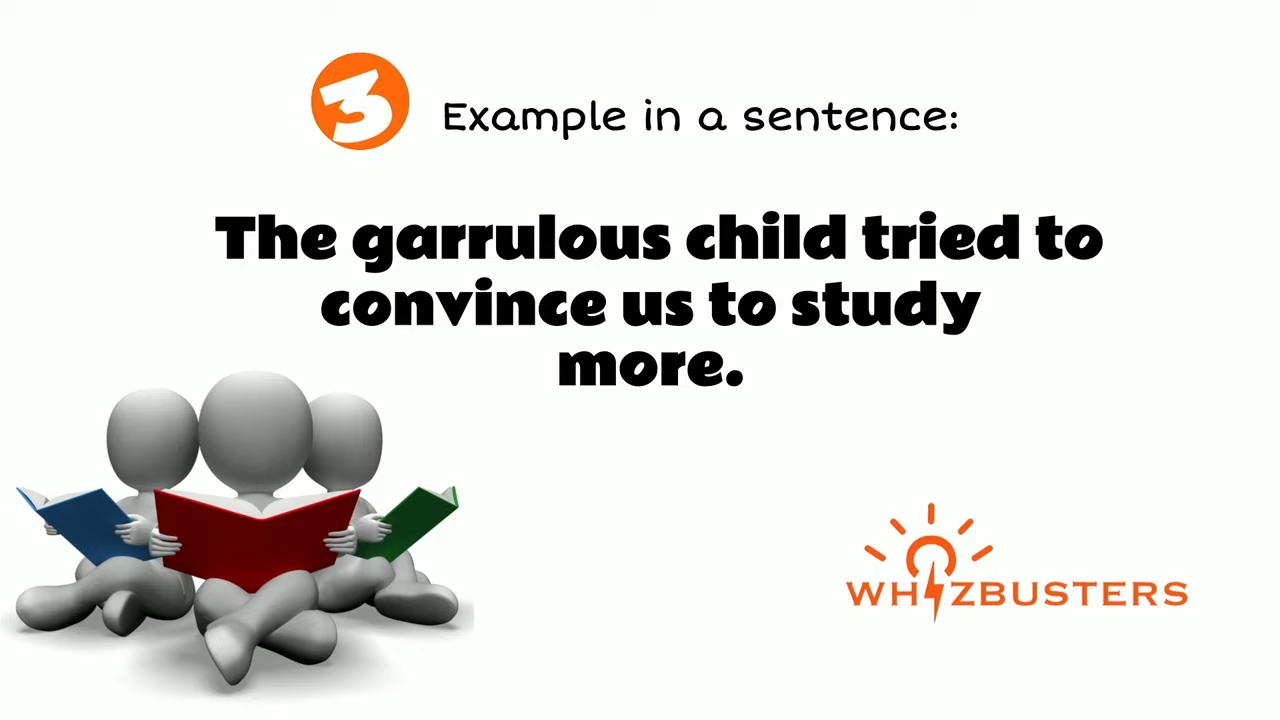 3 Example in a sentence:
The garrulous child tried to
convince us to study
more.
WHIZBUSTERS